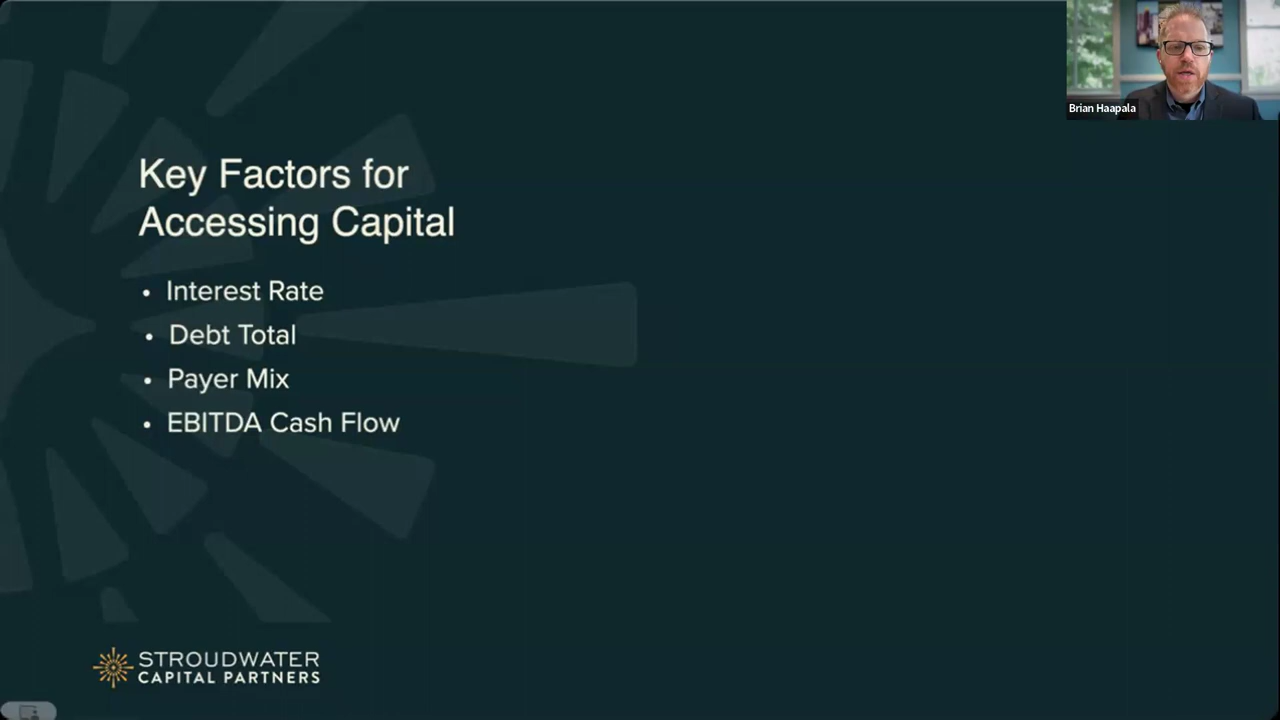 Brian Haapala
Key Factors for
Accessing Capital
• Interest Rate
• Debt Total
• Payer Mix
• EBITDA Cash Flow
STROUDWATER
CAPITAL PARTNERS